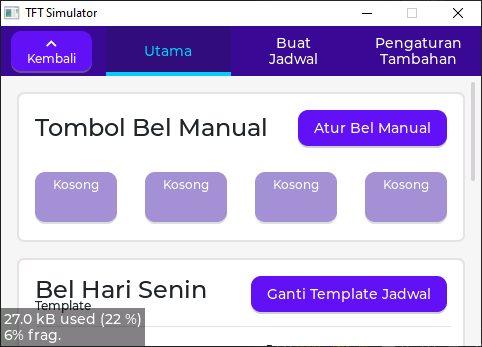 TFT Simulator
Kembali
Utama
Buat
Jadwal
Pengaturan
Tambahan
Tombol Bel Manual
Atur Bel Manual
Kosong
Kosong
Kosong
Kosong
Bel Hari Senin
Ganti Template Jadwal
Template
27.0 kB used (22 %)
6% frag.